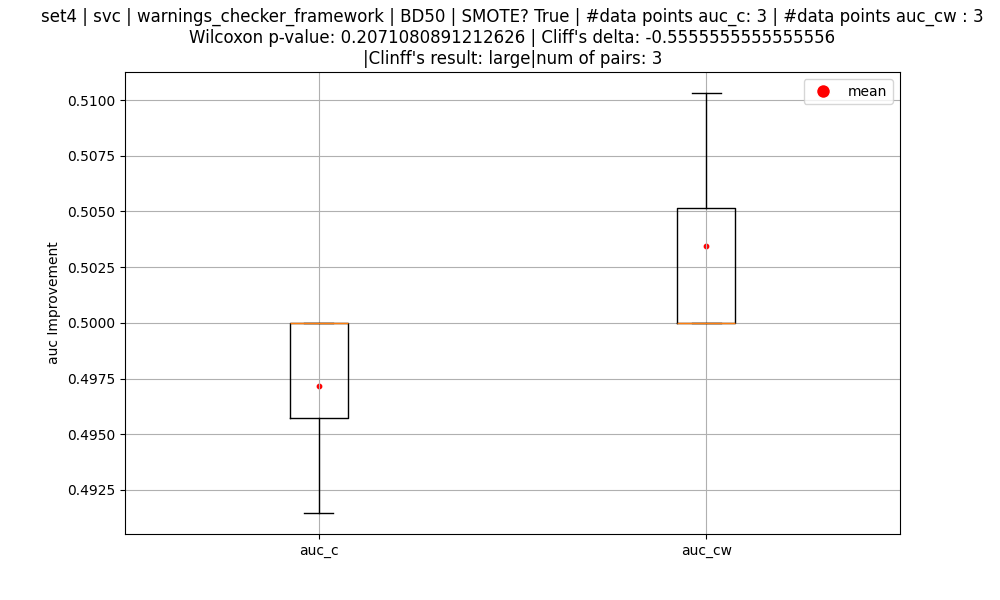 set4 | svc | warnings_checker_framework | BD50 | SMOTE? True | #data points auc_c: 3 | #data points auc_cw : 3
Wilcoxon p-value: 0.2071080891212626 | Cliff's delta: -0.5555555555555556
|Clinff's result: large|num of pairs: 3
mean
0.5100
0.5075
0.5050
0.5025
0.5000
0.4975
0.4950
0.4925
auc Improvement
auc_c
auc_cw